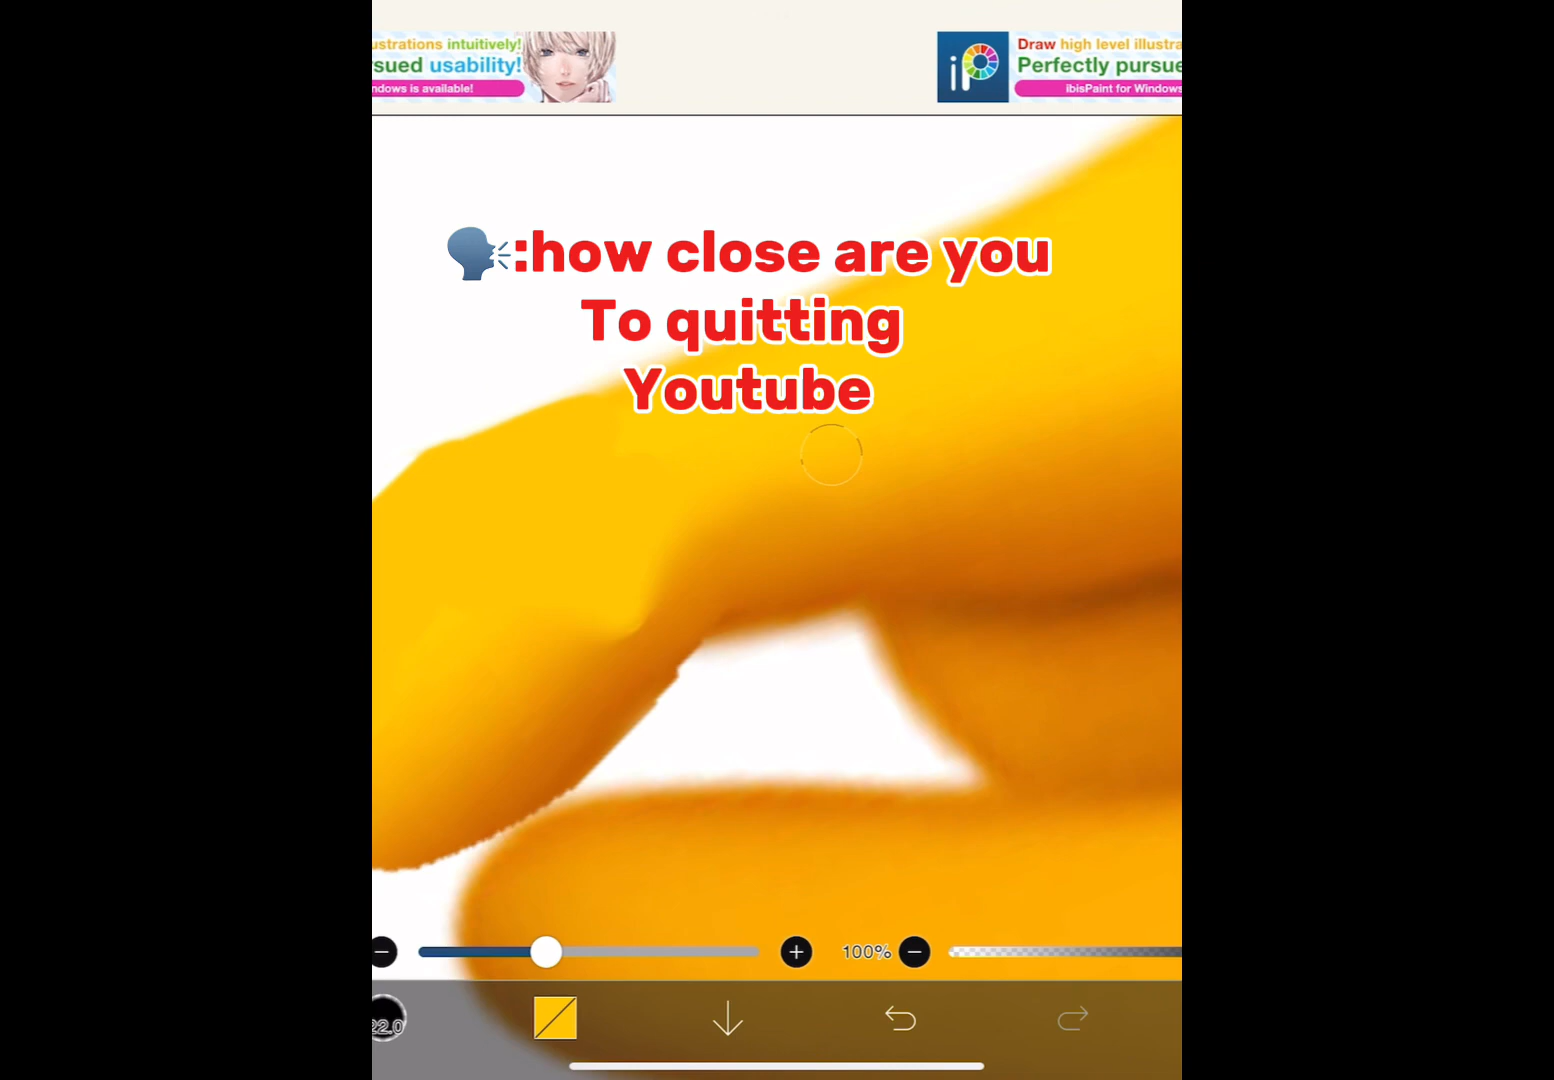 ustrations intuitively!
sued usability!
ndows is available!
iP
Draw high level illustra
Perfectly pursue
ibisPaint for Windows
🗣:how close are you
To quitting
Youtube
100%
22.0